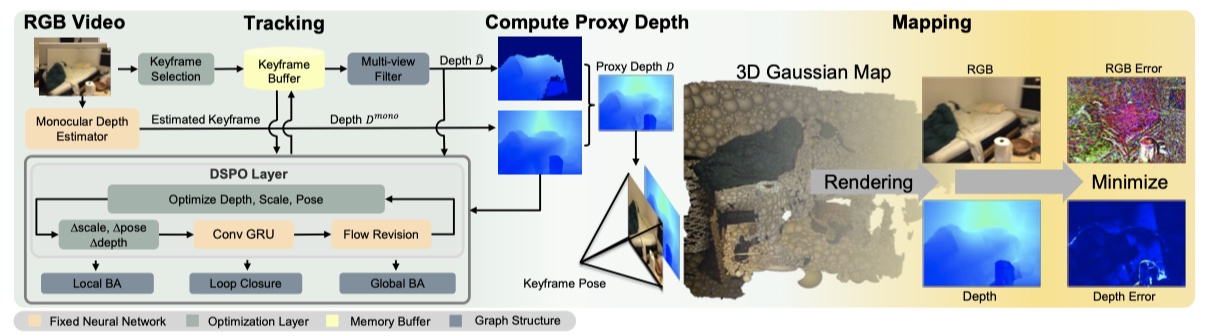 RGB Video
Tracking
Compute Proxy Depth
Mapping
Keyframe
Selection
Keyframe
Buffer
Multi-view
Filter
Depth D̃
Proxy Depth D
3D Gaussian Map
RGB
RGB Error
Monocular Depth
Estimator
Estimated Keyframe
Depth D^mono
DSPO Layer
Optimize Depth, Scale, Pose
Δscale, Δpose
Δdepth
Conv GRU
Flow Revision
Local BA
Loop Closure
Global BA
Keyframe Pose
Rendering
Minimize
Depth
Depth Error
Fixed Neural Network
Optimization Layer
Memory Buffer
Graph Structure